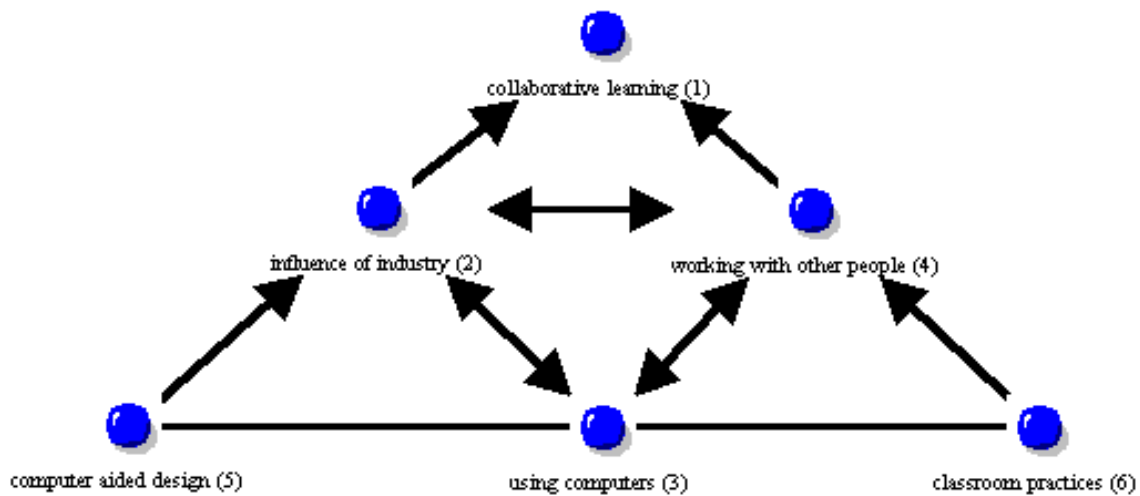 collaborative learning (1)
influence of industry (2)
working with other people (4)
computer aided design (5)
using computers (3)
classroom practices (6)